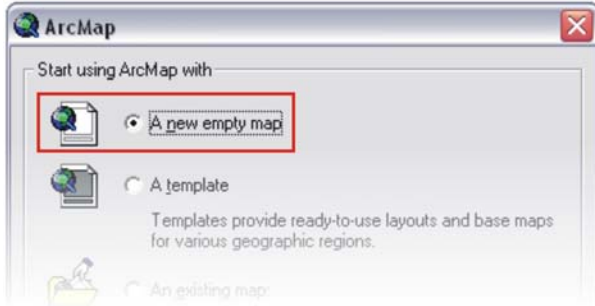 ArcMap
Start using ArcMap with
A new empty map
A template
Templates provide ready-to-use layouts and base maps
for various geographic regions.
An existing map: